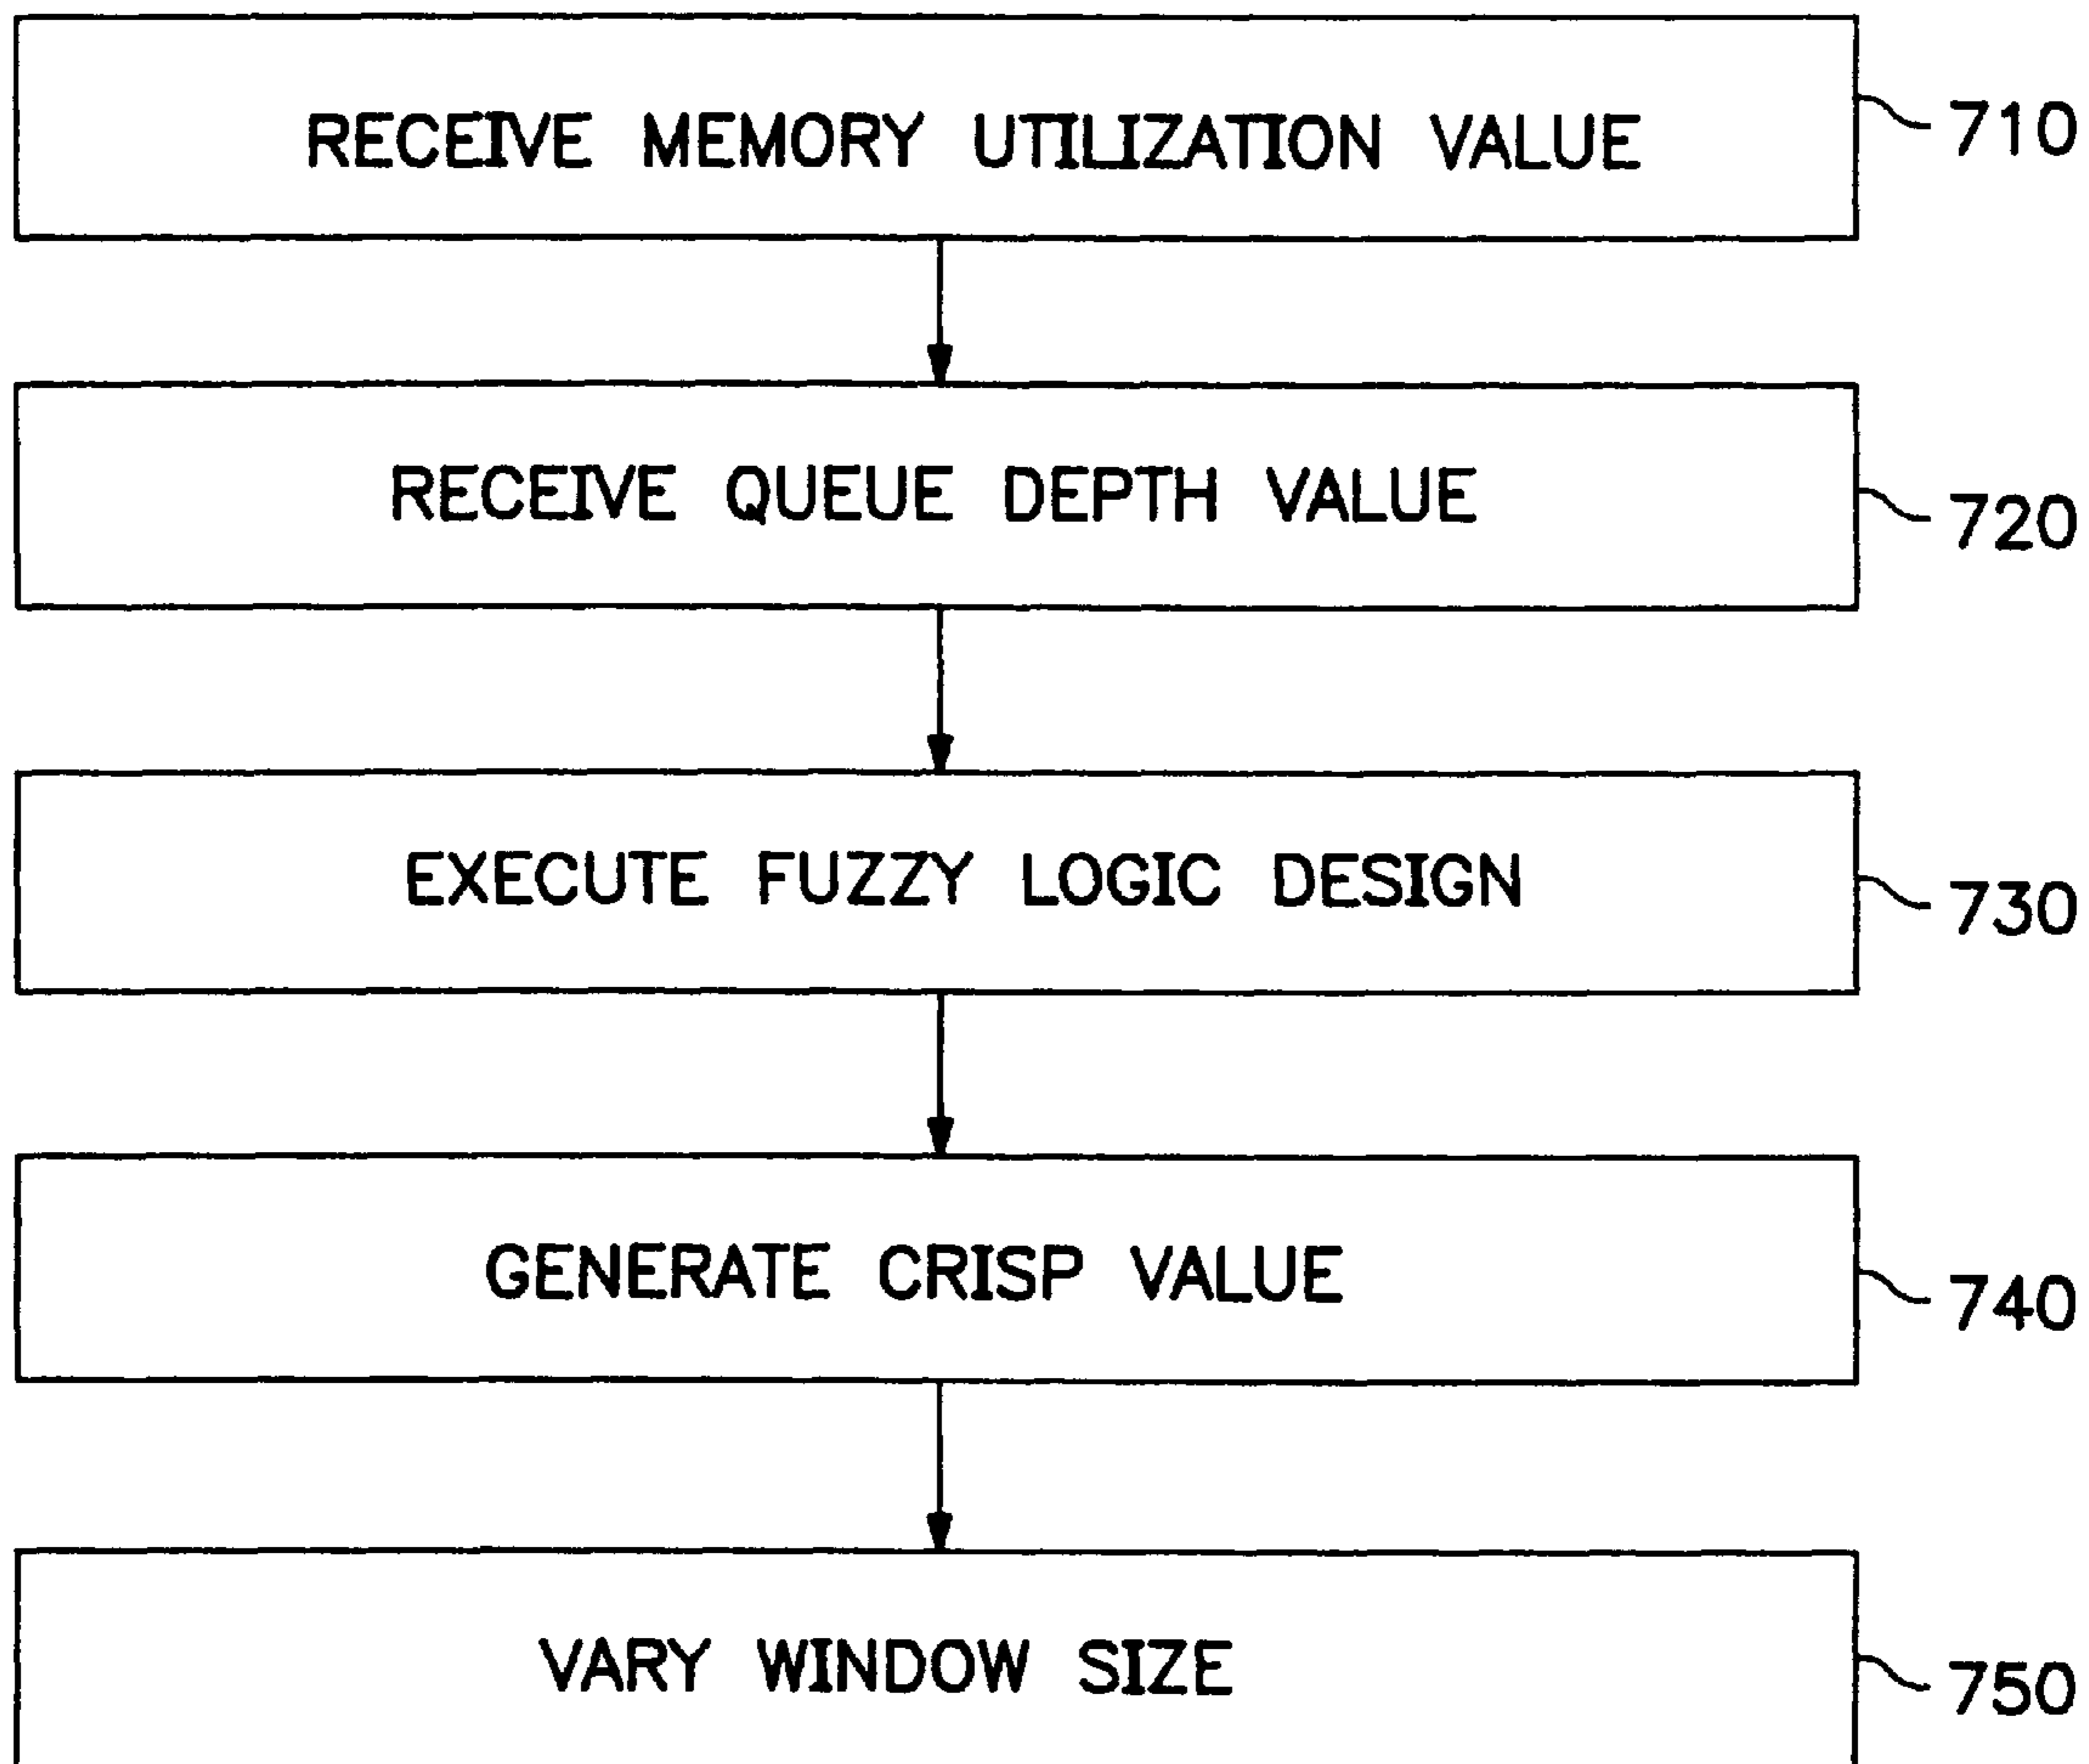 RECEIVE MEMORY UTILIZATION VALUE
710
RECEIVE QUEUE DEPTH VALUE
720
EXECUTE FUZZY LOGIC DESIGN
730
GENERATE CRISP VALUE
740
VARY WINDOW SIZE
750